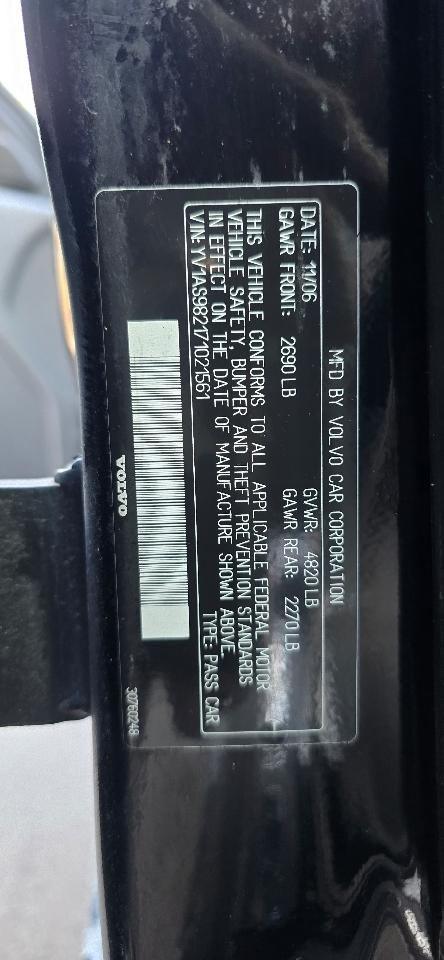 MFD BY VOLVO CAR CORPORATION
DATE: 11/06 GVWR: 4820 LB
GAWR FRONT: 2690 LB GAWR REAR: 2270 LB
THIS VEHICLE CONFORMS TO ALL APPLICABLE FEDERAL MOTOR
VEHICLE SAFETY, BUMPER AND THEFT PREVENTION STANDARDS
IN EFFECT ON THE DATE OF MANUFACTURE SHOWN ABOVE.
VIN: YV1AS982171021561 TYPE: PASS CAR
VOLVO
30760248